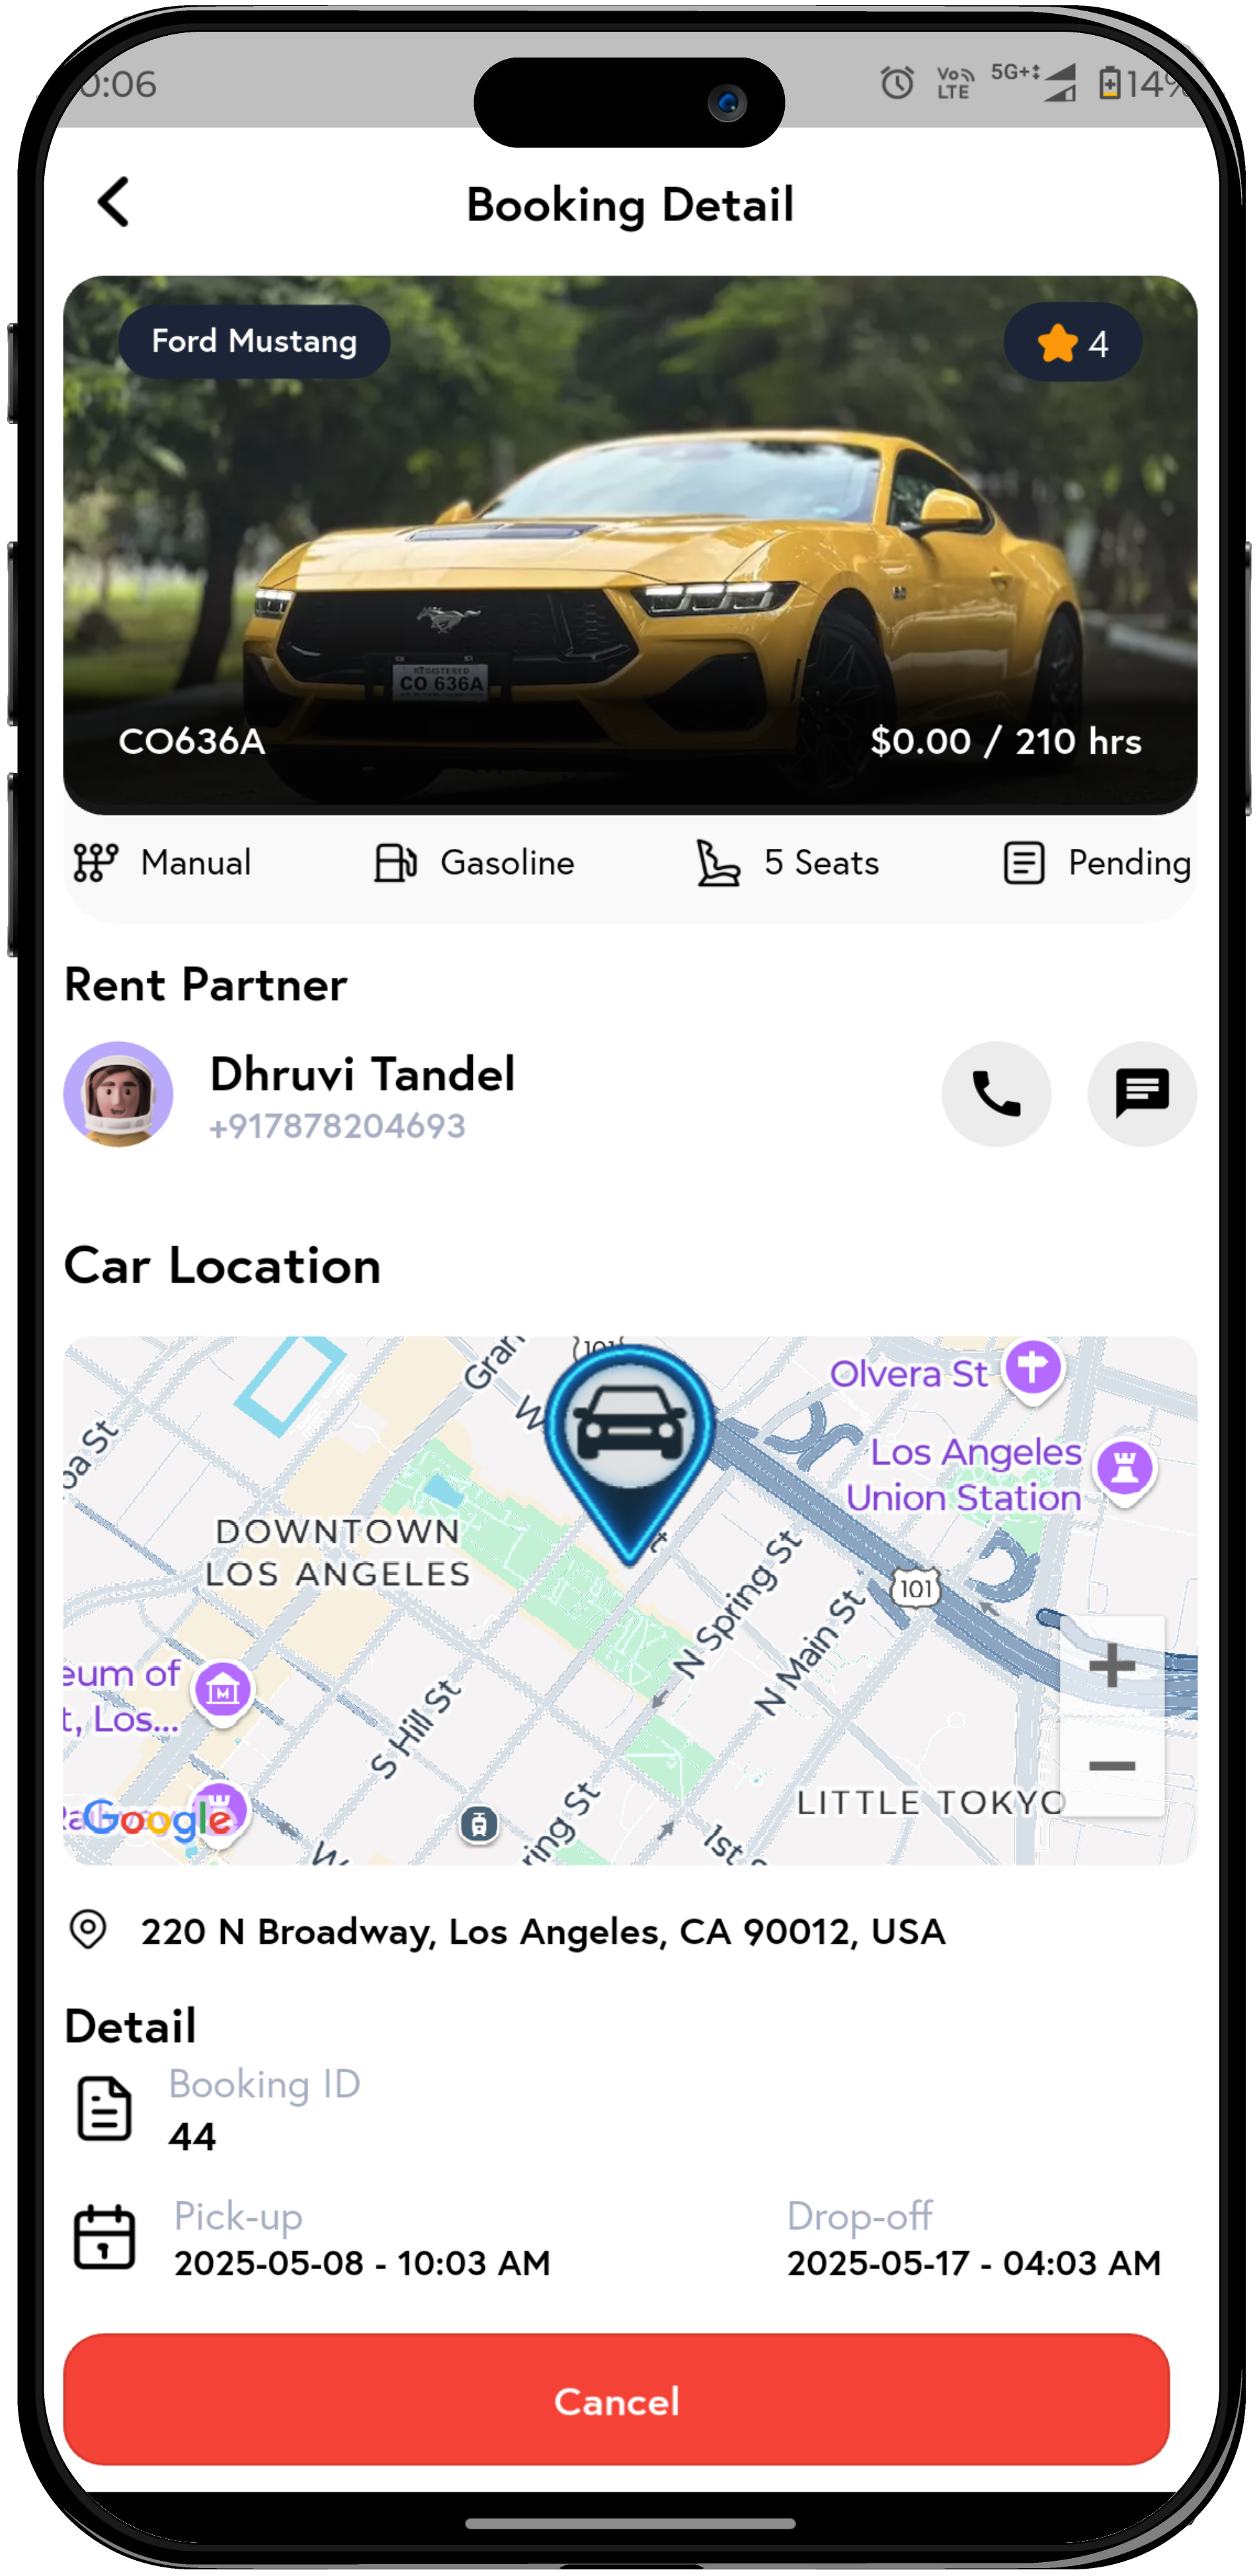 0:06
Vo LTE 5G+ 14%
Booking Detail
Ford Mustang
4
REGISTERED
CO 636A
CO636A
$0.00 / 210 hrs
Manual
Gasoline
5 Seats
Pending
Rent Partner
Dhruvi Tandel
+917878204693
Car Location
101
Gran
W
Olvera St
pa St
Los Angeles
Union Station
DOWNTOWN
LOS ANGELES
N Spring St
101
N Main St
eum of
t, Los...
S Hill St
LITTLE TOKYO
Google
ring St
1st
W
220 N Broadway, Los Angeles, CA 90012, USA
Detail
Booking ID
44
Pick-up
2025-05-08 - 10:03 AM
Drop-off
2025-05-17 - 04:03 AM
Cancel